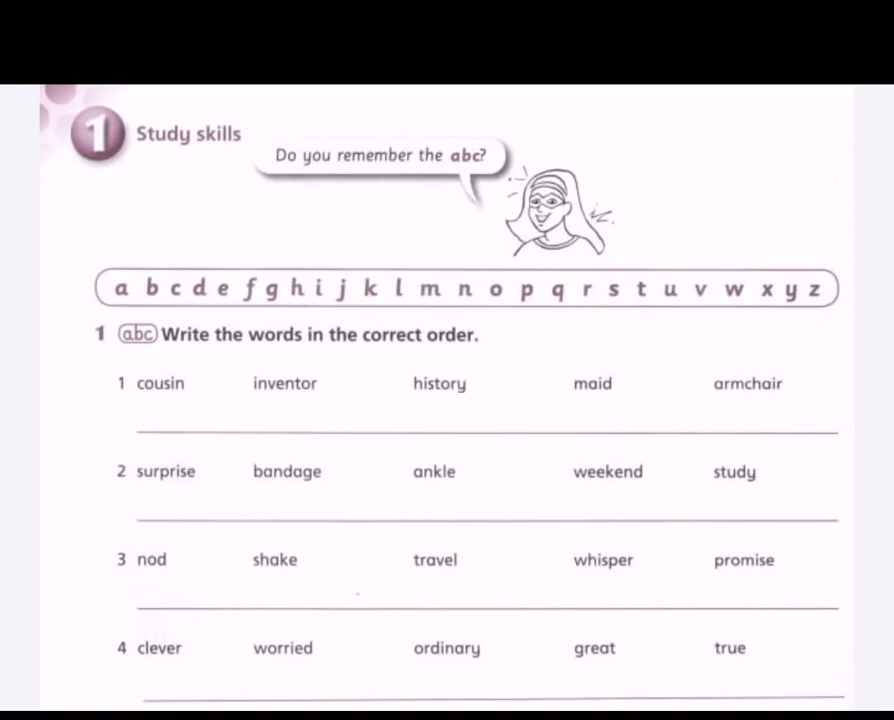 1 Study skills
Do you remember the abc?
a b c d e f g h i j k l m n o p q r s t u v w x y z
1 abc Write the words in the correct order.
1 cousin inventor history maid armchair
2 surprise bandage ankle weekend study
3 nod shake travel whisper promise
4 clever worried ordinary great true